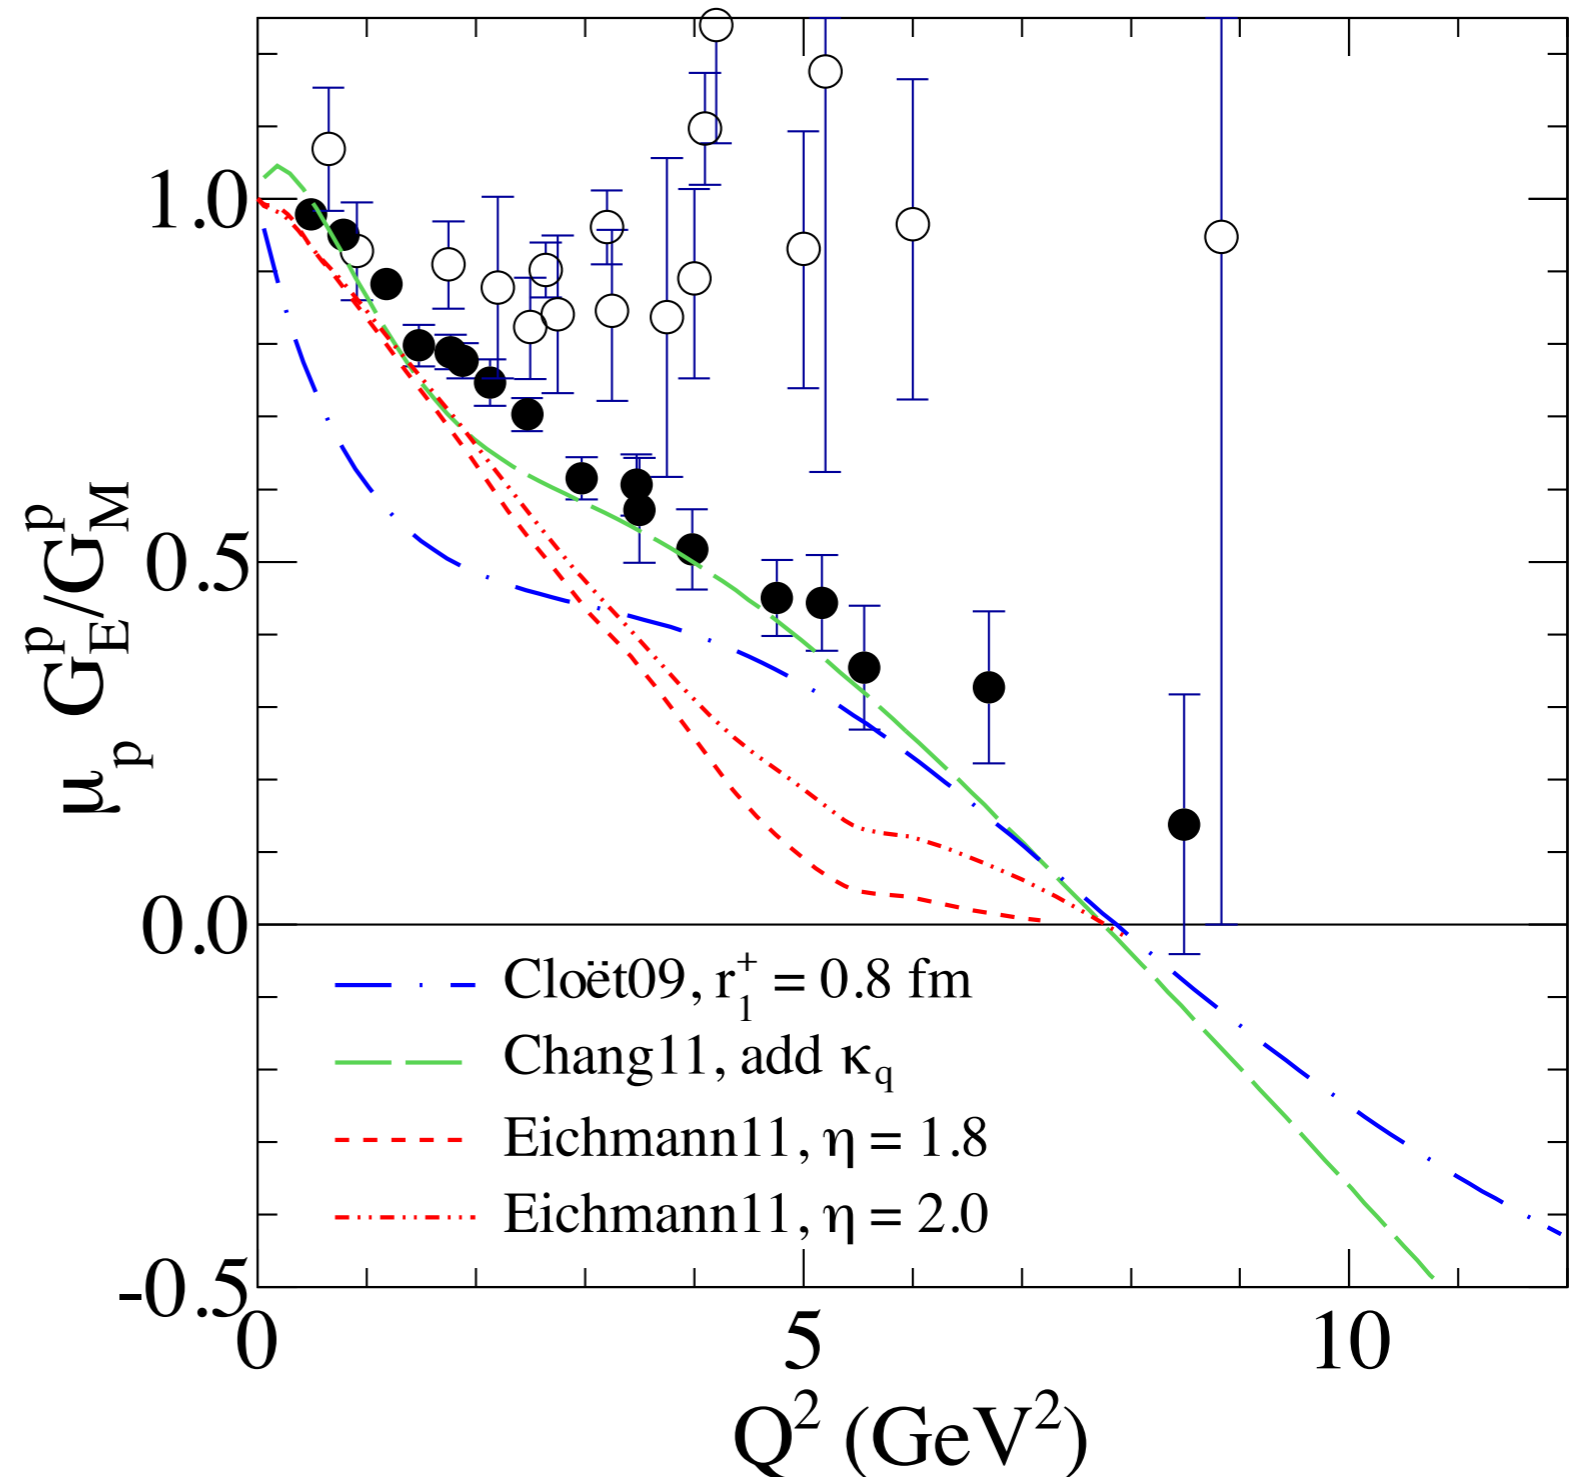 1.0
0.5
0.0
-0.5
μp GEp/GMp
Cloët09, r1+ = 0.8 fm
Chang11, add κq
Eichmann11, η = 1.8
Eichmann11, η = 2.0
0 5 10
Q2 (GeV2)